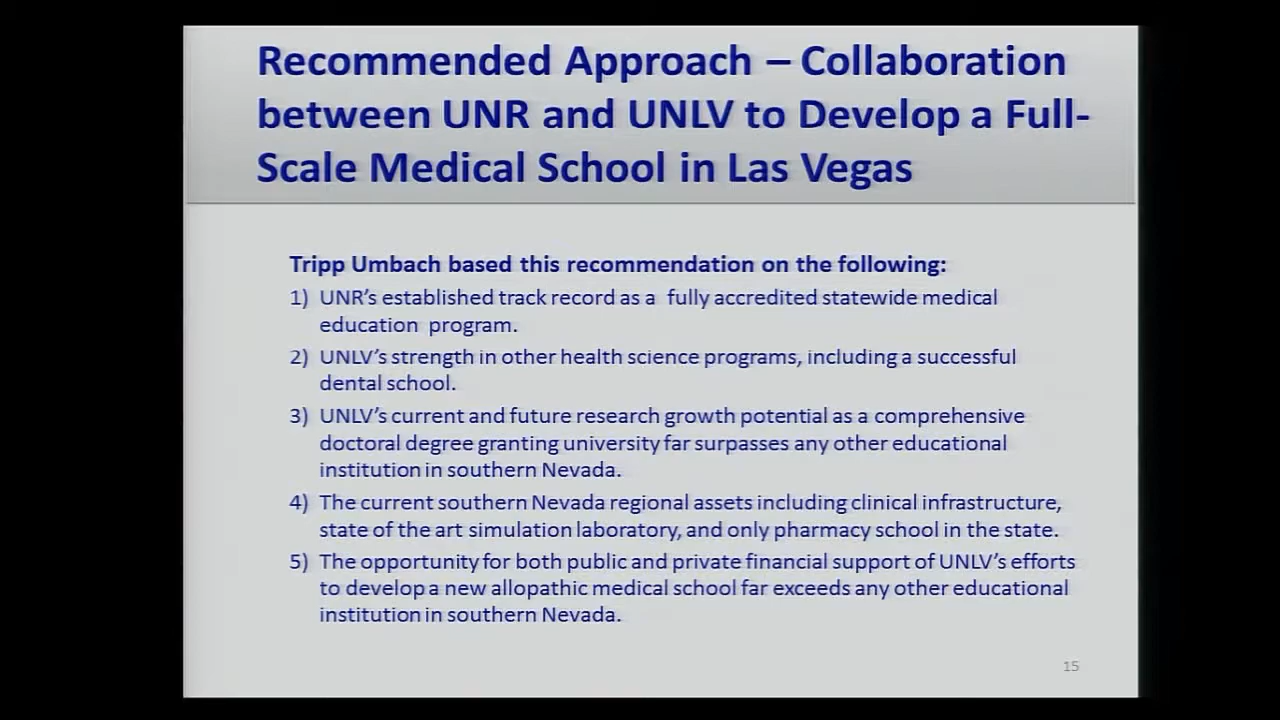 Recommended Approach – Collaboration
between UNR and UNLV to Develop a Full-
Scale Medical School in Las Vegas
Tripp Umbach based this recommendation on the following:
1) UNR's established track record as a fully accredited statewide medical
education program.
2) UNLV's strength in other health science programs, including a successful
dental school.
3) UNLV's current and future research growth potential as a comprehensive
doctoral degree granting university far surpasses any other educational
institution in southern Nevada.
4) The current southern Nevada regional assets including clinical infrastructure,
state of the art simulation laboratory, and only pharmacy school in the state.
5) The opportunity for both public and private financial support of UNLV's efforts
to develop a new allopathic medical school far exceeds any other educational
institution in southern Nevada.
15